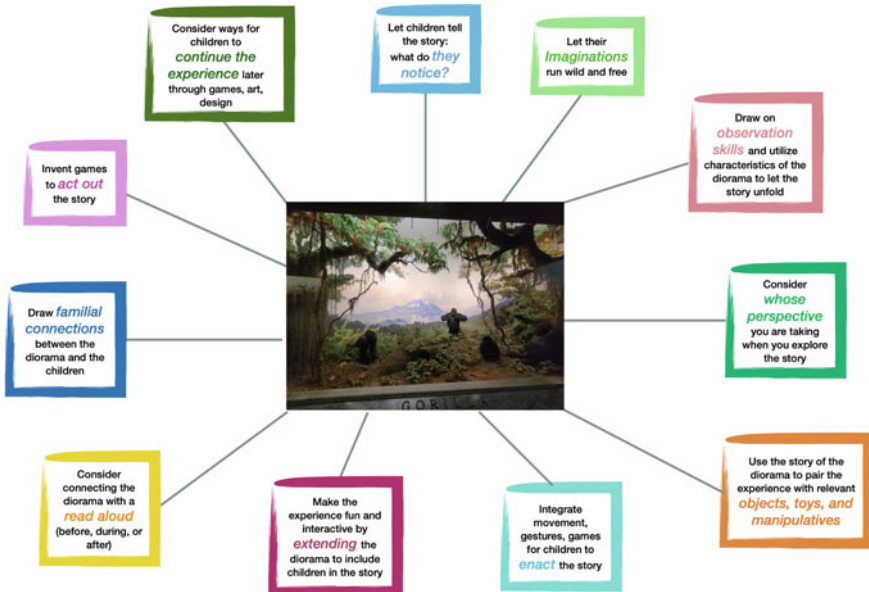 Consider ways for
children to
continue the
experience later
through games, art,
design
Let children tell
the story:
what do they
notice?
Let their
Imaginations
run wild and free
Draw on
observation
skills and utilize
characteristics of the
diorama to let the
story unfold
Invent games
to act out
the story
Consider
whose
perspective
you are taking
when you explore
the story
Draw familial
connections
between the
diorama and the
children
GORILLA
Consider
connecting the
diorama with a
read aloud
(before, during, or
after)
Make the
experience fun and
interactive by
extending the
diorama to include
children in the story
Integrate
movement,
gestures, games
for children to
enact the story
Use the story of the
diorama to pair the
experience with relevant
objects, toys, and
manipulatives